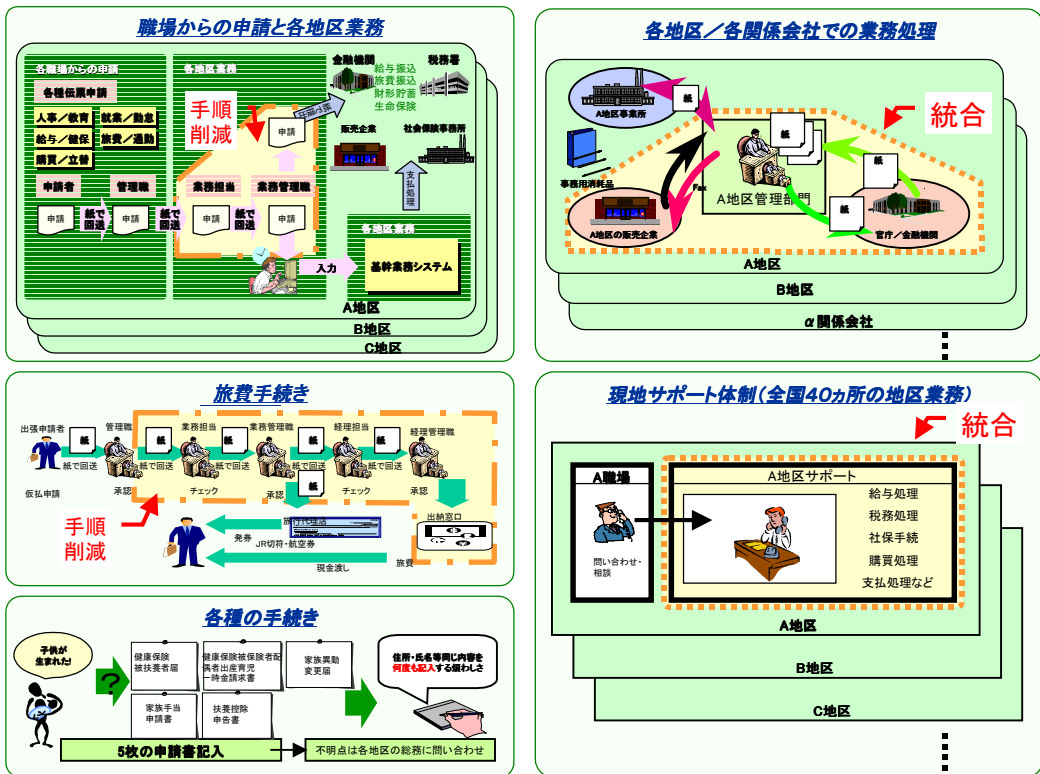 職場からの申請と各地区業務
各職場からの申請
各種伝票申請
人事／教育
就業／勤怠
給与／健保
旅費／通勤
購買／立替
申請者
管理職
申請
紙で
回送
申請
紙で
回送
各地区業務
手順
削減
申請
業務担当
業務管理職
申請
紙で
回送
申請
入力
金融機関
税務署
給与振込
旅費振込
財形貯蓄
生命保険
販売企業
社会保険事務所
支払処理
各地区業務
基幹業務システム
A地区
B地区
C地区
各地区／各関係会社での業務処理
A地区事業所
紙
統合
紙
紙
事務用消耗品
Fax
A地区管理部門
紙
A地区の販売企業
官庁／金融機関
A地区
B地区
α関係会社
旅費手続き
出張申請者
管理職
業務担当
業務管理職
経理担当
経理管理職
紙
紙
紙
紙
紙
紙で回送
紙で回送
紙で回送
紙で回送
紙で回送
仮払申請
承認
チェック
承認
チェック
承認
紙
手順
削減
旅行代理店
出納窓口
発券
JR切符・航空券
旅費
現金渡し
現地サポート体制（全国40ヵ所の地区業務）
統合
A職場
問い合わせ・
相談
A地区サポート
給与処理
税務処理
社保手続
購買処理
支払処理など
A地区
B地区
C地区
各種の手続き
子供が
生まれた!
?
健康保険
被扶養者届
健康保険被保険者配
偶者出産育児
一時金請求書
家族異動
変更届
家族手当
申請書
扶養控除
申告書
住所・氏名等同じ内容を
何度も記入する煩わしさ
5枚の申請書記入
不明点は各地区の総務に問い合わせ